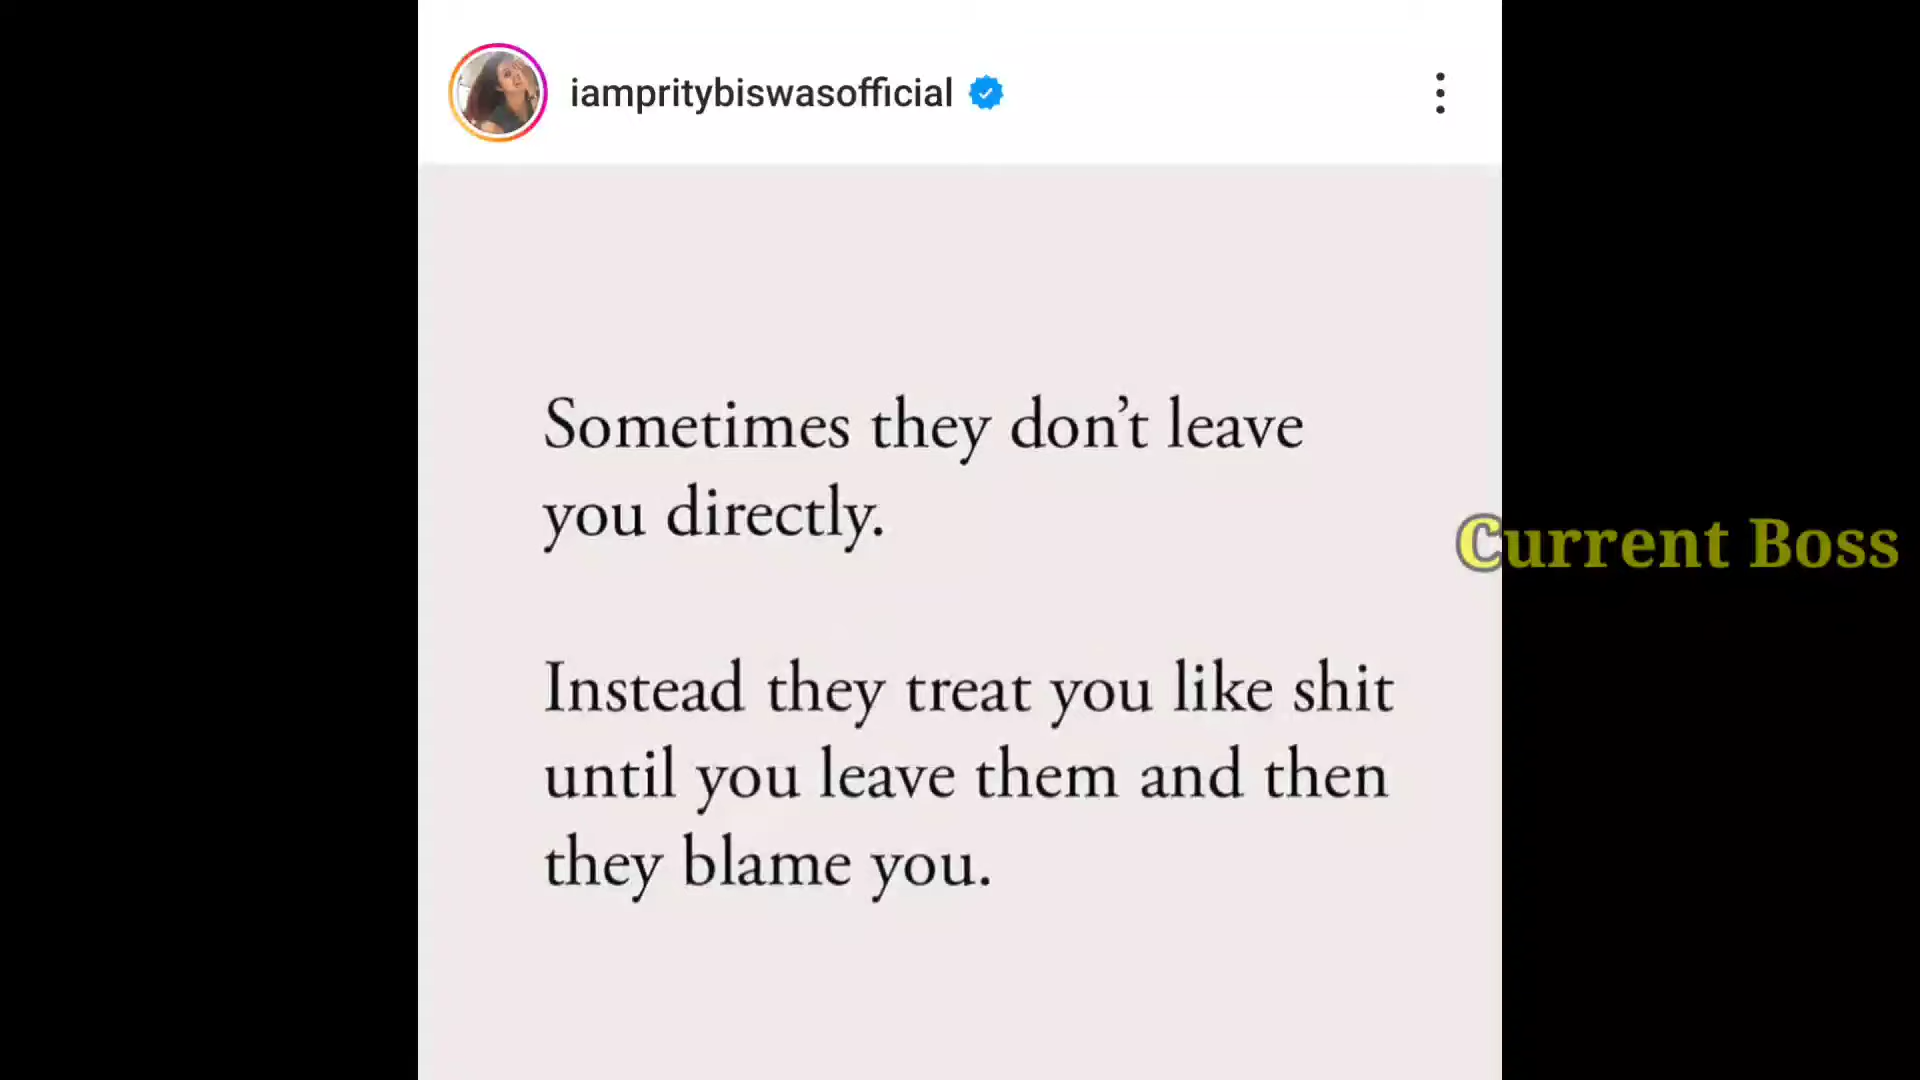 iampritybiswasofficial
Sometimes they don’t leave
you directly.
Current Boss
Instead they treat you like shit
until you leave them and then
they blame you.